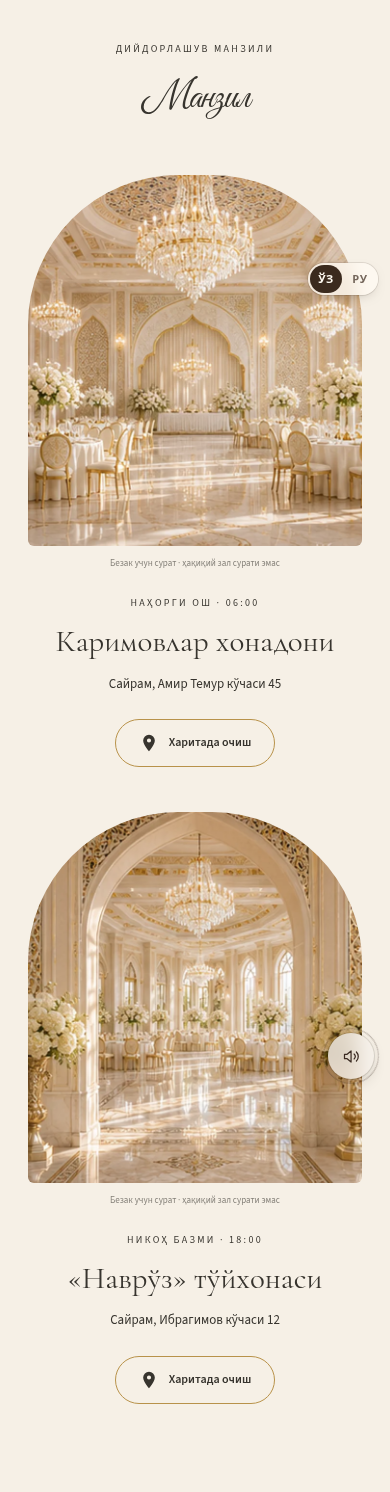 ДИЙДОРЛАШУВ МАНЗИЛИ
Манзил
ЎЗ РУ
Безак учун сурат · ҳақиқий зал сурати эмас
НАҲОРГИ ОШ · 06:00
Каримовлар хонадони
Сайрам, Амир Темур кўчаси 45
Харитада очиш
Безак учун сурат · ҳақиқий зал сурати эмас
НИКОҲ БАЗМИ · 18:00
«Наврўз» тўйхонаси
Сайрам, Ибрагимов кўчаси 12
Харитада очиш